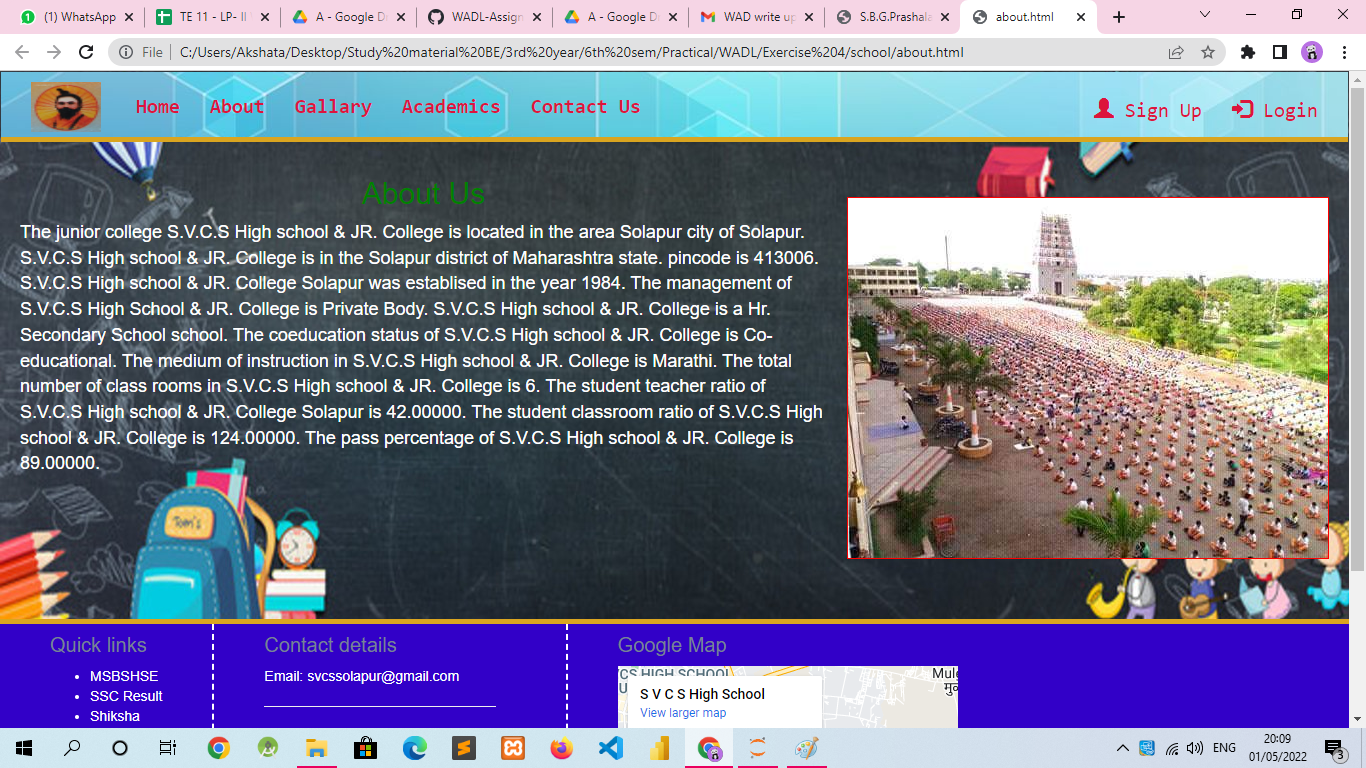 (1) WhatsApp
TE 11 - LP- II
A - Google D
WADL-Assign
A - Google D
WAD write up
S.B.G.Prashala
about.html
File
C:/Users/Akshata/Desktop/Study%20material%20BE/3rd%20year/6th%20sem/Practical/WADL/Exercise%204/school/about.html
Home About Gallary Academics Contact Us Sign Up Login
About Us
The junior college S.V.C.S High school & JR. College is located in the area Solapur city of Solapur.
S.V.C.S High school & JR. College is in the Solapur district of Maharashtra state. pincode is 413006.
S.V.C.S High school & JR. College Solapur was establised in the year 1984. The management of
S.V.C.S High School & JR. College is Private Body. S.V.C.S High school & JR. College is a Hr.
Secondary School school. The coeducation status of S.V.C.S High school & JR. College is Co-
educational. The medium of instruction in S.V.C.S High school & JR. College is Marathi. The total
number of class rooms in S.V.C.S High school & JR. College is 6. The student teacher ratio of
S.V.C.S High school & JR. College Solapur is 42.00000. The student classroom ratio of S.V.C.S High
school & JR. College is 124.00000. The pass percentage of S.V.C.S High school & JR. College is
89.00000.
Tom's
Quick links
MSBSHSE
SSC Result
Shiksha
Contact details
Email: svcssolapur@gmail.com
Google Map
CS HIGH SCHOOL
S V C S High School
View larger map
ENG
20:09
01/05/2022
3